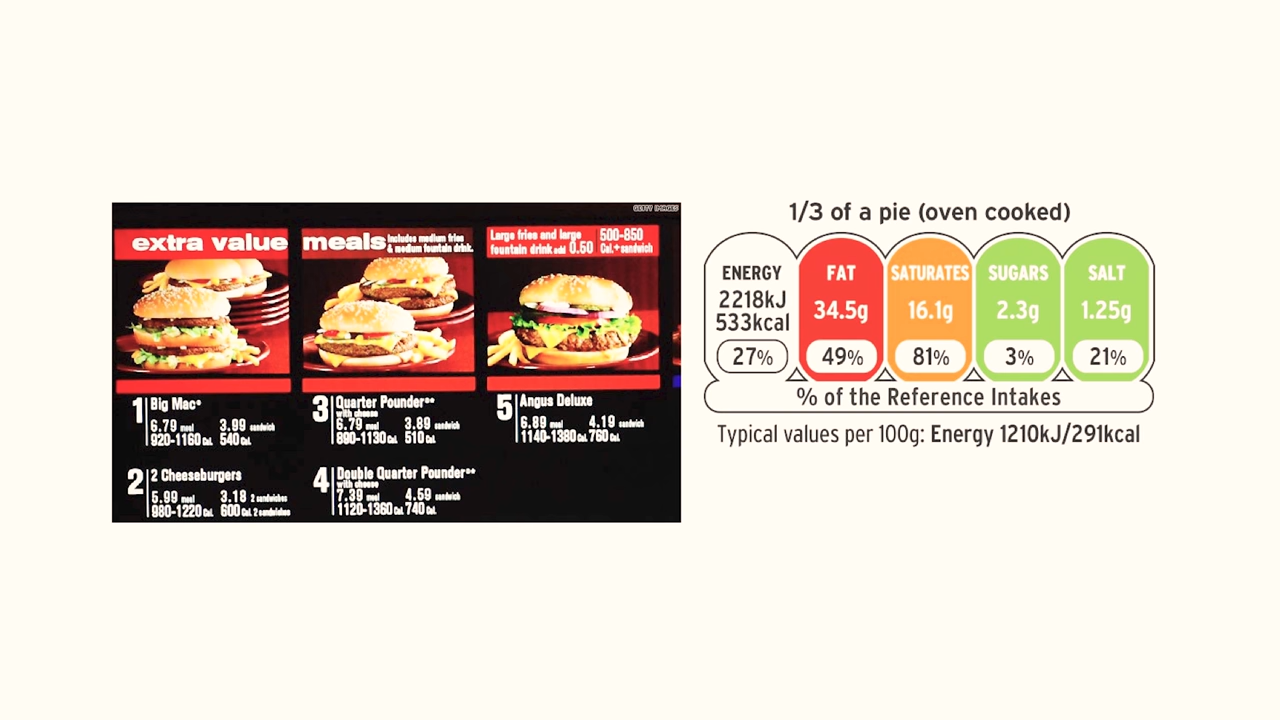 GETTY IMAGES
extra value meals Includes medium fries
& medium fountain drink.
Large fries and large
fountain drink add 0.50
500-850
Cal.+sandwich
1 Big Mac®
6.79 meal 3.99 sandwich
920-1160 Cal. 540 Cal.
2 2 Cheeseburgers
5.99 meal 3.18 2 sandwiches
980-1220 Cal. 600 Cal. 2 sandwiches
3 Quarter Pounder®*
with cheese
6.79 meal 3.89 sandwich
890-1130 Cal. 510 Cal.
4 Double Quarter Pounder®*
with cheese
7.39 meal 4.59 sandwich
1120-1360 Cal. 740 Cal.
5 Angus Deluxe
6.89 meal 4.19 sandwich
1140-1380 Cal. 760 Cal.
1/3 of a pie (oven cooked)
ENERGY
2218kJ
533kcal
27%
FAT
34.5g
49%
SATURATES
16.1g
81%
SUGARS
2.3g
3%
SALT
1.25g
21%
% of the Reference Intakes
Typical values per 100g: Energy 1210kJ/291kcal